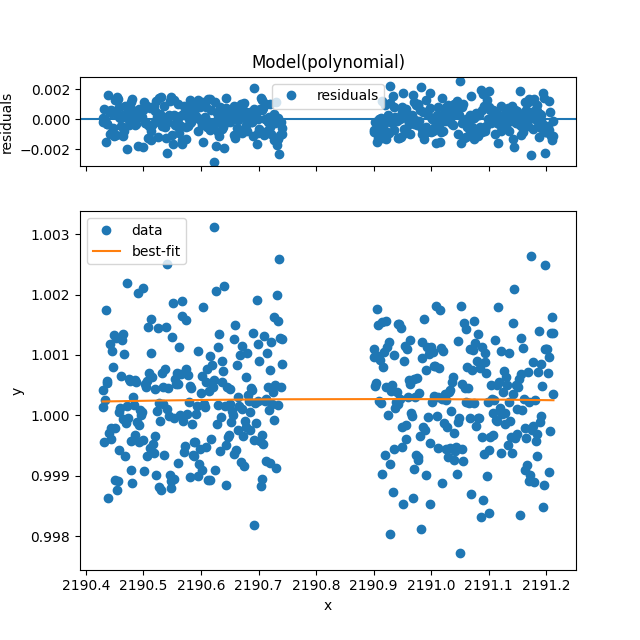 Model(polynomial)
0.002
0.000
−0.002
residuals
residuals
1.003
1.002
1.001
1.000
0.999
0.998
y
data
best-fit
2190.4 2190.5 2190.6 2190.7 2190.8 2190.9 2191.0 2191.1 2191.2
x